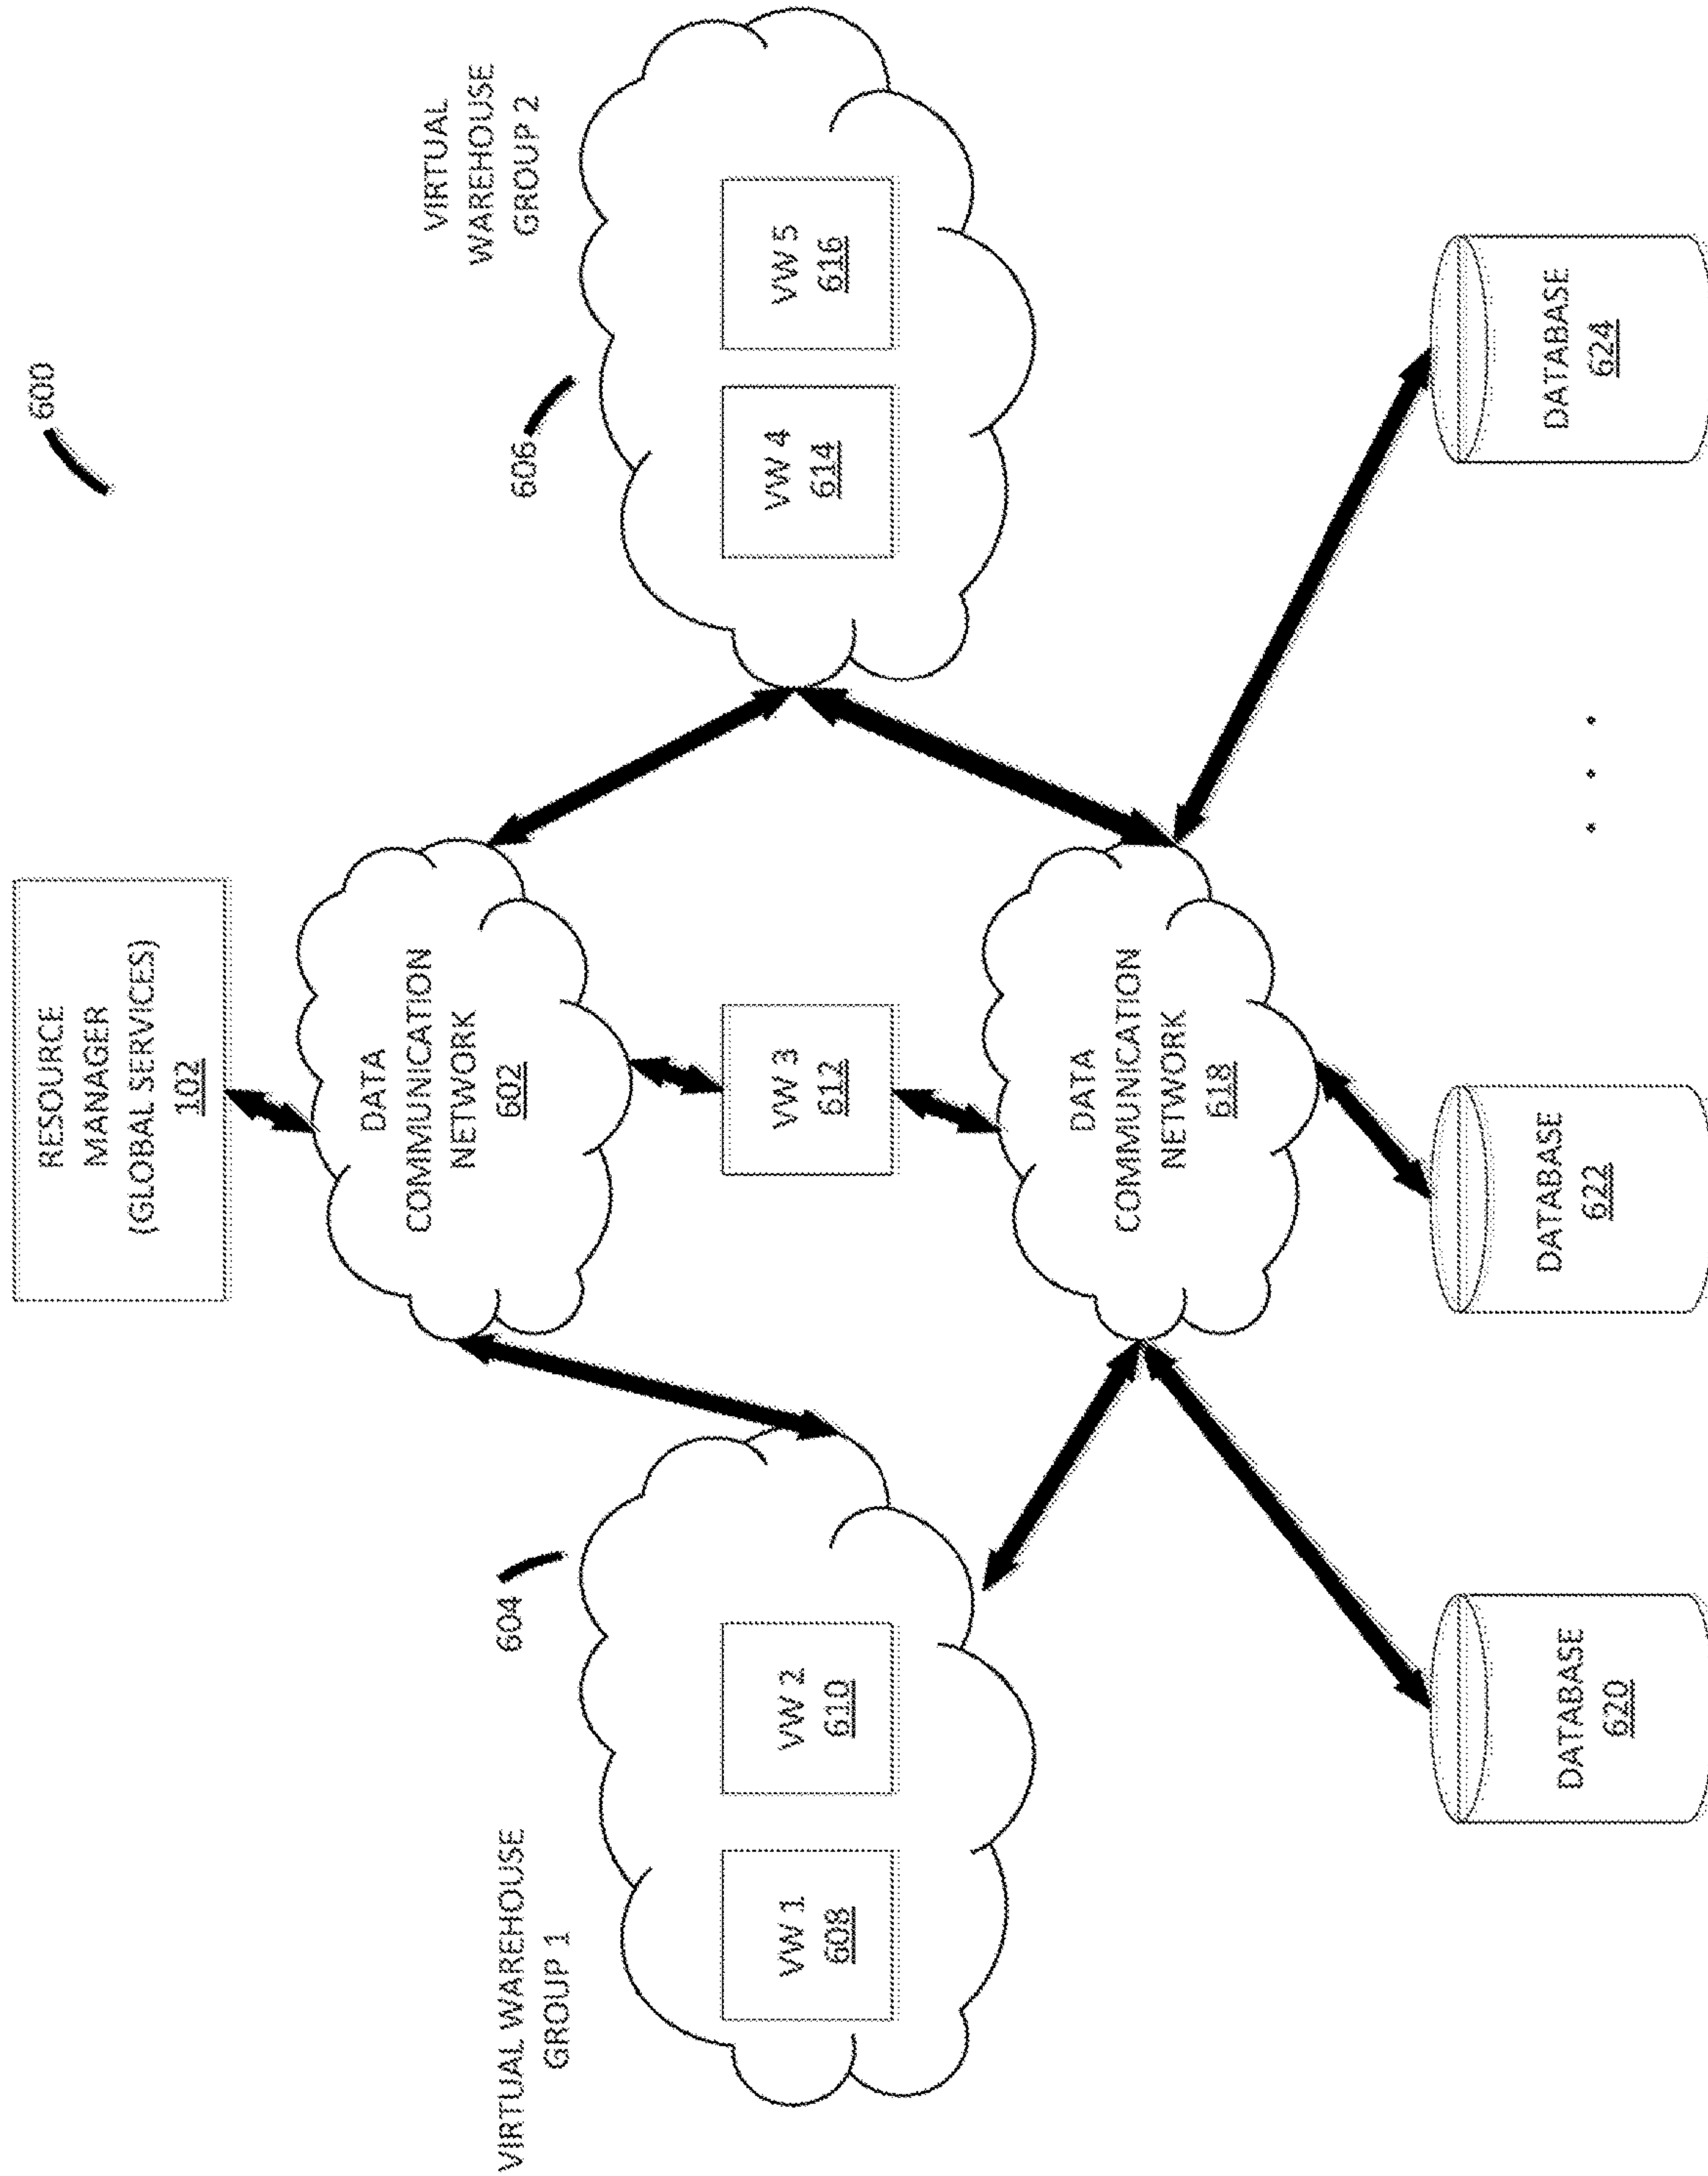 600
RESOURCE
MANAGER
(GLOBAL SERVICES)
102
DATA
COMMUNICATION
NETWORK
602
VIRTUAL WAREHOUSE
GROUP 1
604
VW 1
608
VW 2
610
VW 3
612
VIRTUAL
WAREHOUSE
GROUP 2
606
VW 4
614
VW 5
616
DATA
COMMUNICATION
NETWORK
618
DATABASE
620
DATABASE
622
. . .
DATABASE
624